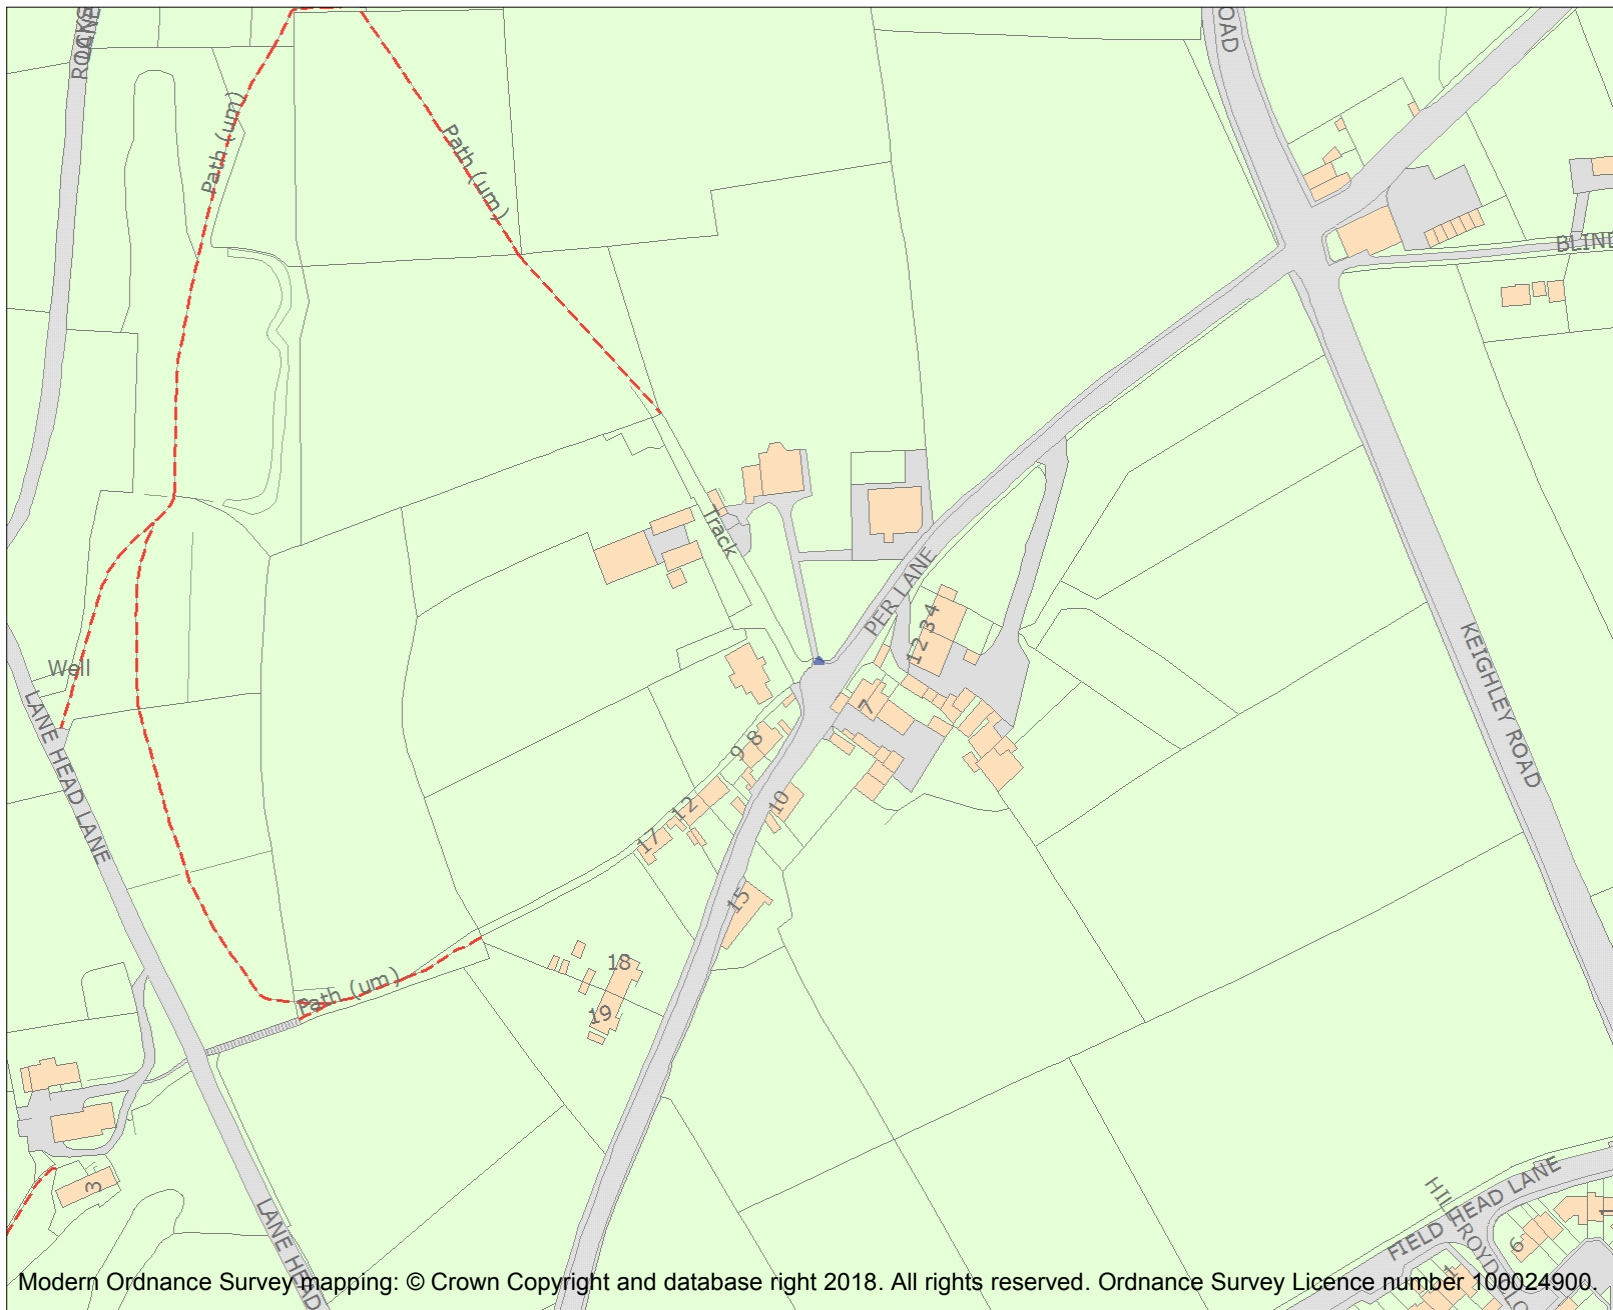 OAD
Path (um)
Path (um)
BLIND
Track
PER LANE
1 2 3 4
KEIGHLEY ROAD
Well
LANE HEAD LANE
7
9 8
10
12
17
15
18
19
Path (um)
3
LANE HEAD
FIELD HEAD LANE
6
1
Modern Ordnance Survey mapping: © Crown Copyright and database right 2018. All rights reserved. Ordnance Survey Licence number 100024900.